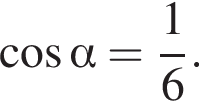 cos α = 1/6.